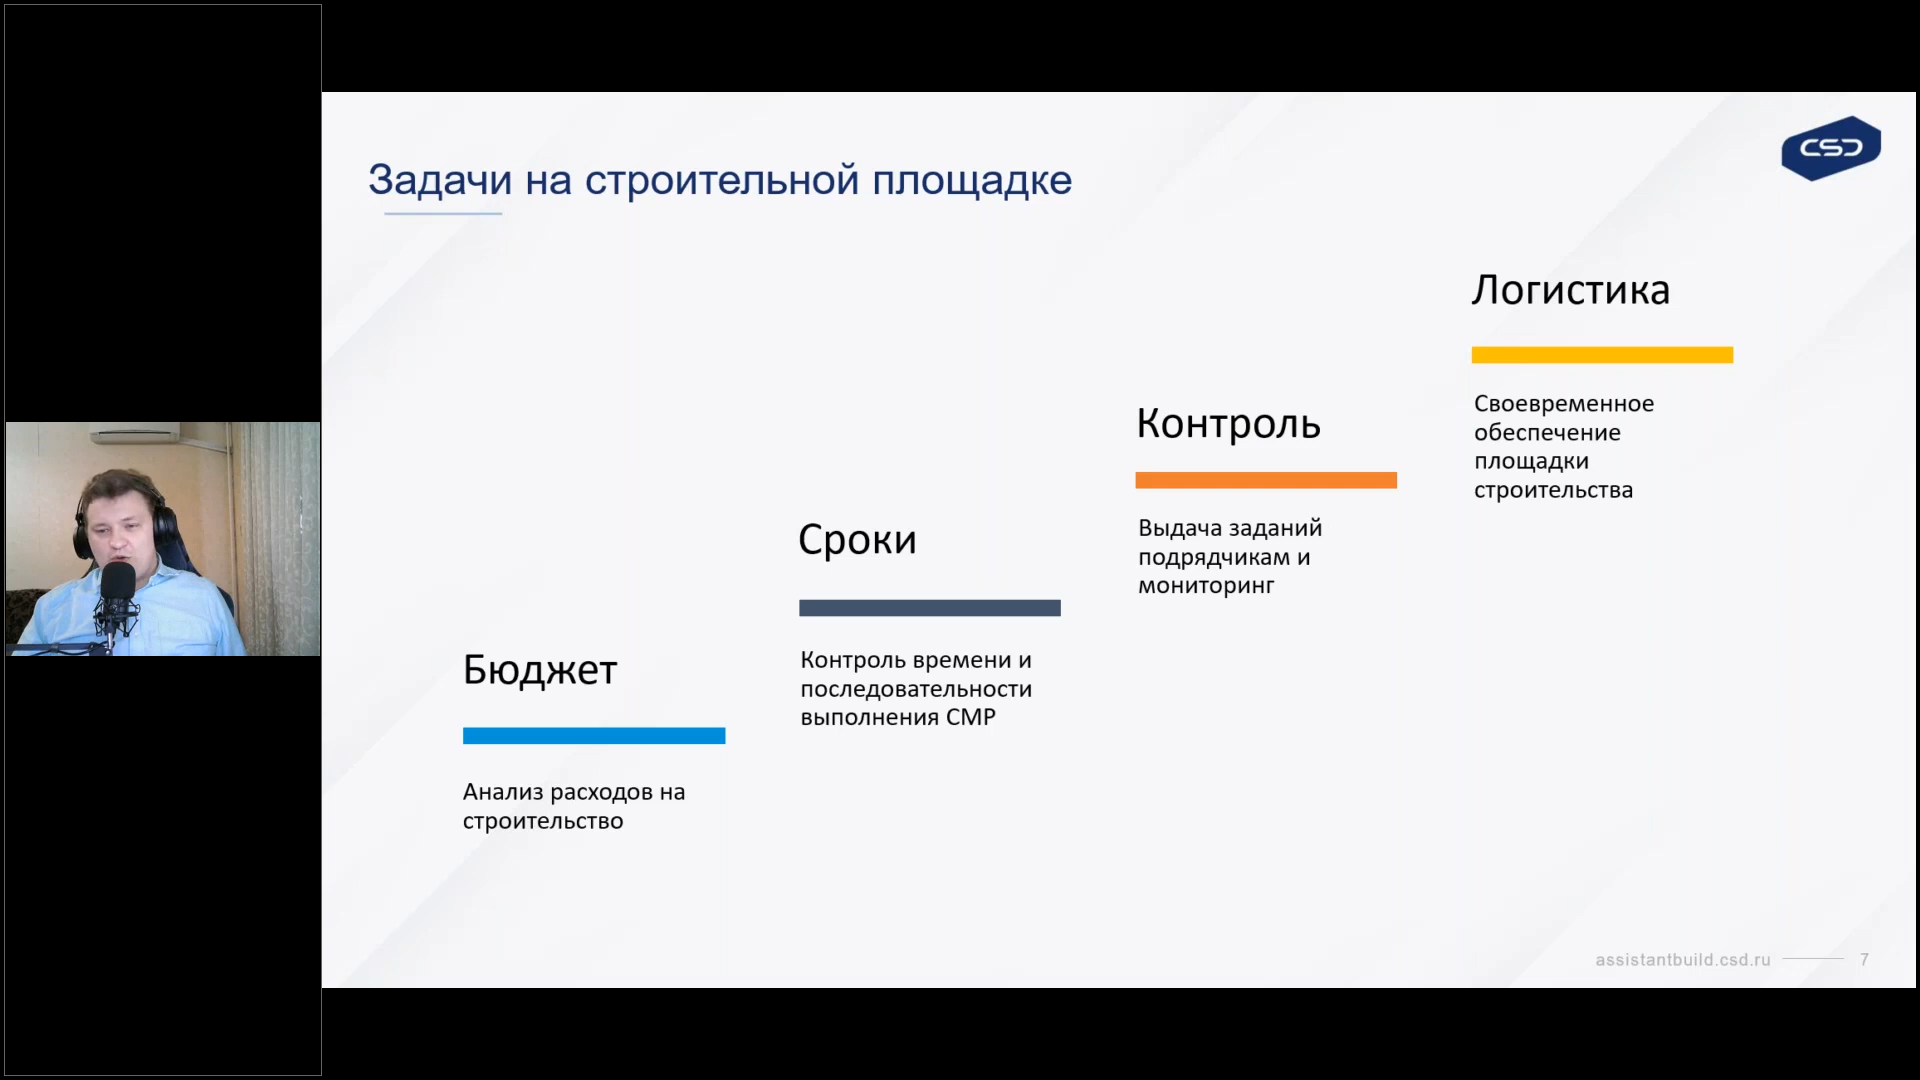 Задачи на строительной площадке
CSD
Бюджет
Анализ расходов на
строительство
Сроки
Контроль времени и
последовательности
выполнения СМР
Контроль
Выдача заданий
подрядчикам и
мониторинг
Логистика
Своевременное
обеспечение
площадки
строительства
assistantbuild.csd.ru
7